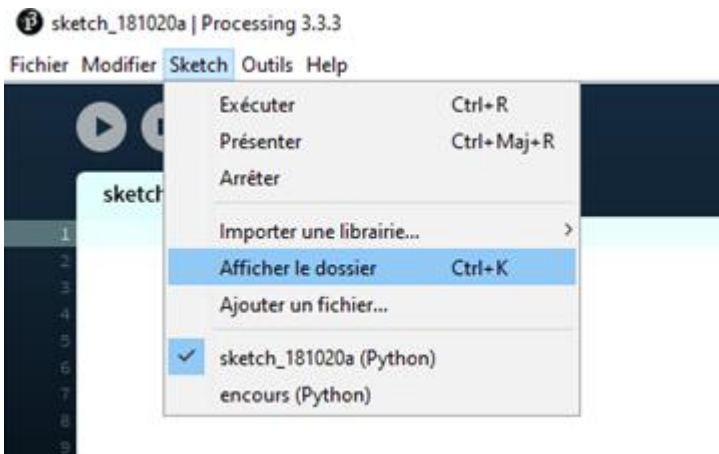 sketch_181020a | Processing 3.3.3
Fichier Modifier Sketch Outils Help
Exécuter Ctrl+R
Présenter Ctrl+Maj+R
Arrêter
sketch
1
Importer une librairie... >
2
Afficher le dossier Ctrl+K
3
4
Ajouter un fichier...
5
6
sketch_181020a (Python)
7
encours (Python)
8
9